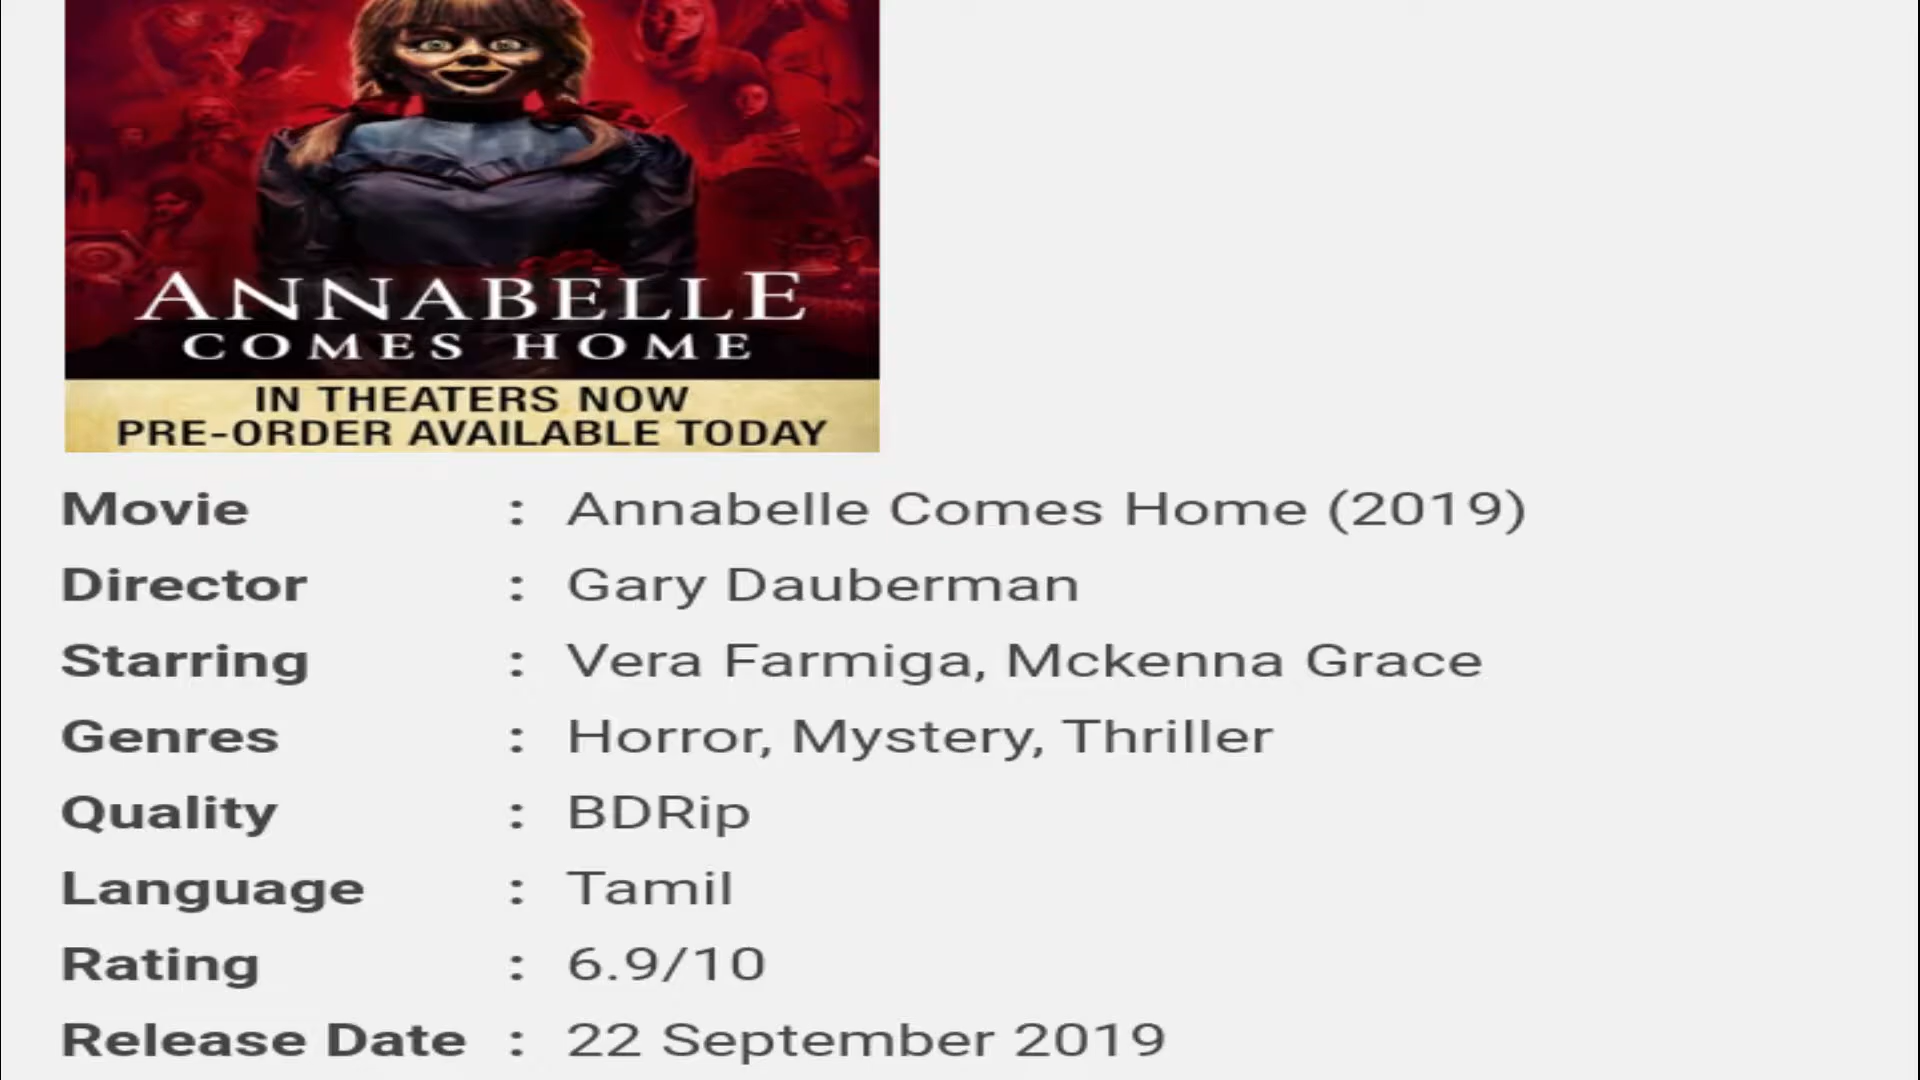 ANNABELLE
COMES HOME
IN THEATERS NOW
PRE-ORDER AVAILABLE TODAY
Movie : Annabelle Comes Home (2019)
Director : Gary Dauberman
Starring : Vera Farmiga, Mckenna Grace
Genres : Horror, Mystery, Thriller
Quality : BDRip
Language : Tamil
Rating : 6.9/10
Release Date : 22 September 2019